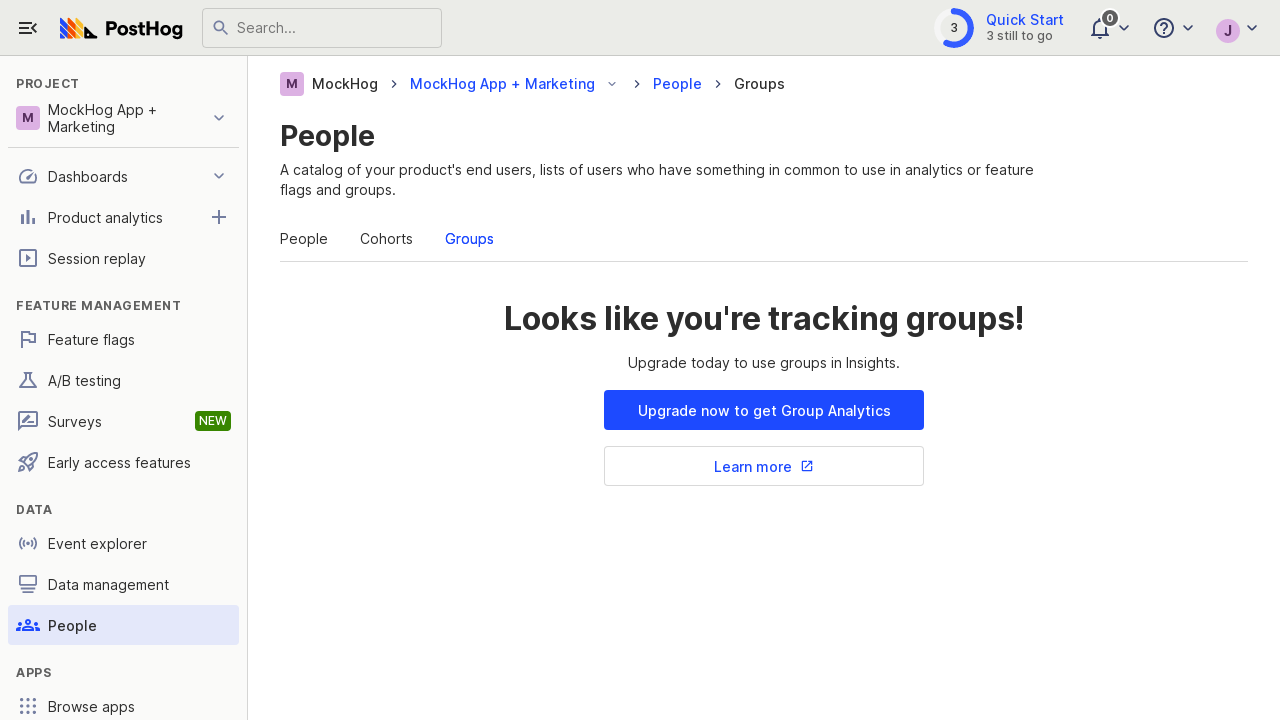 PostHog
Search...
3
Quick Start
3 still to go
0
J
PROJECT
M
MockHog App +
Marketing
Dashboards
Product analytics
Session replay
FEATURE MANAGEMENT
Feature flags
A/B testing
Surveys
NEW
Early access features
DATA
Event explorer
Data management
People
APPS
Browse apps
M MockHog MockHog App + Marketing People Groups
People
A catalog of your product's end users, lists of users who have something in common to use in analytics or feature
flags and groups.
People Cohorts Groups
Looks like you're tracking groups!
Upgrade today to use groups in Insights.
Upgrade now to get Group Analytics
Learn more